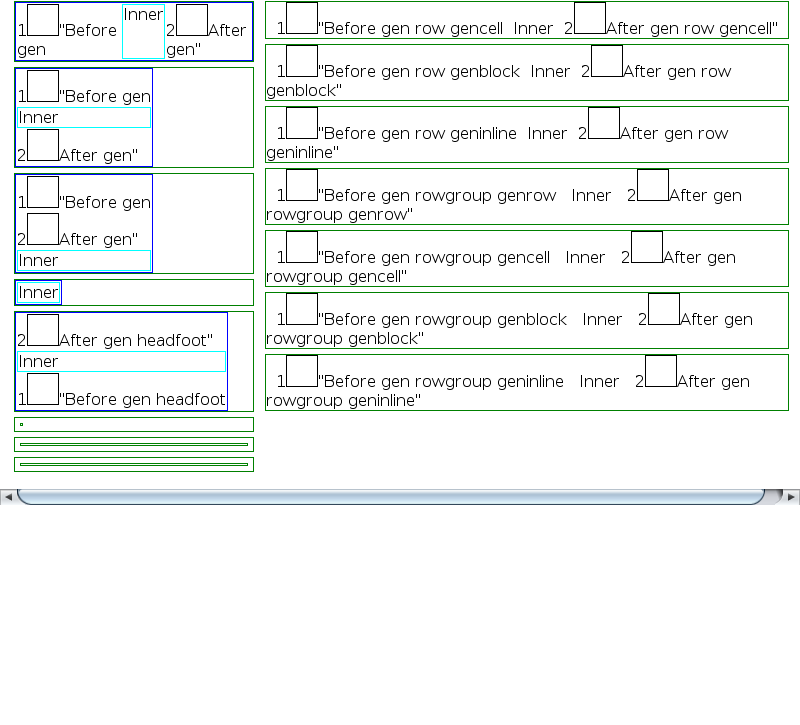 1"Before gen Inner 2After gen"
1"Before gen
Inner
2After gen"
1"Before gen
2After gen"
Inner
Inner
2After gen headfoot"
Inner
1"Before gen headfoot
1"Before gen row gencell Inner 2After gen row gencell"
1"Before gen row genblock Inner 2After gen row
genblock"
1"Before gen row geninline Inner 2After gen row
geninline"
1"Before gen rowgroup genrow Inner 2After gen
rowgroup genrow"
1"Before gen rowgroup gencell Inner 2After gen
rowgroup gencell"
1"Before gen rowgroup genblock Inner 2After gen
rowgroup genblock"
1"Before gen rowgroup geninline Inner 2After gen
rowgroup geninline"